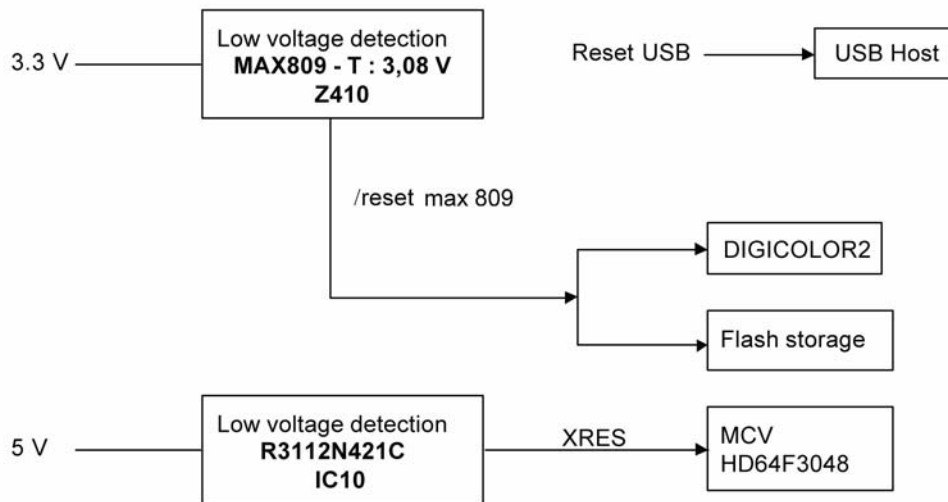 3.3 V
Low voltage detection
MAX809 - T : 3,08 V
Z410
Reset USB
USB Host
/reset max 809
DIGICOLOR2
Flash storage
5 V
Low voltage detection
R3112N421C
IC10
XRES
MCV
HD64F3048